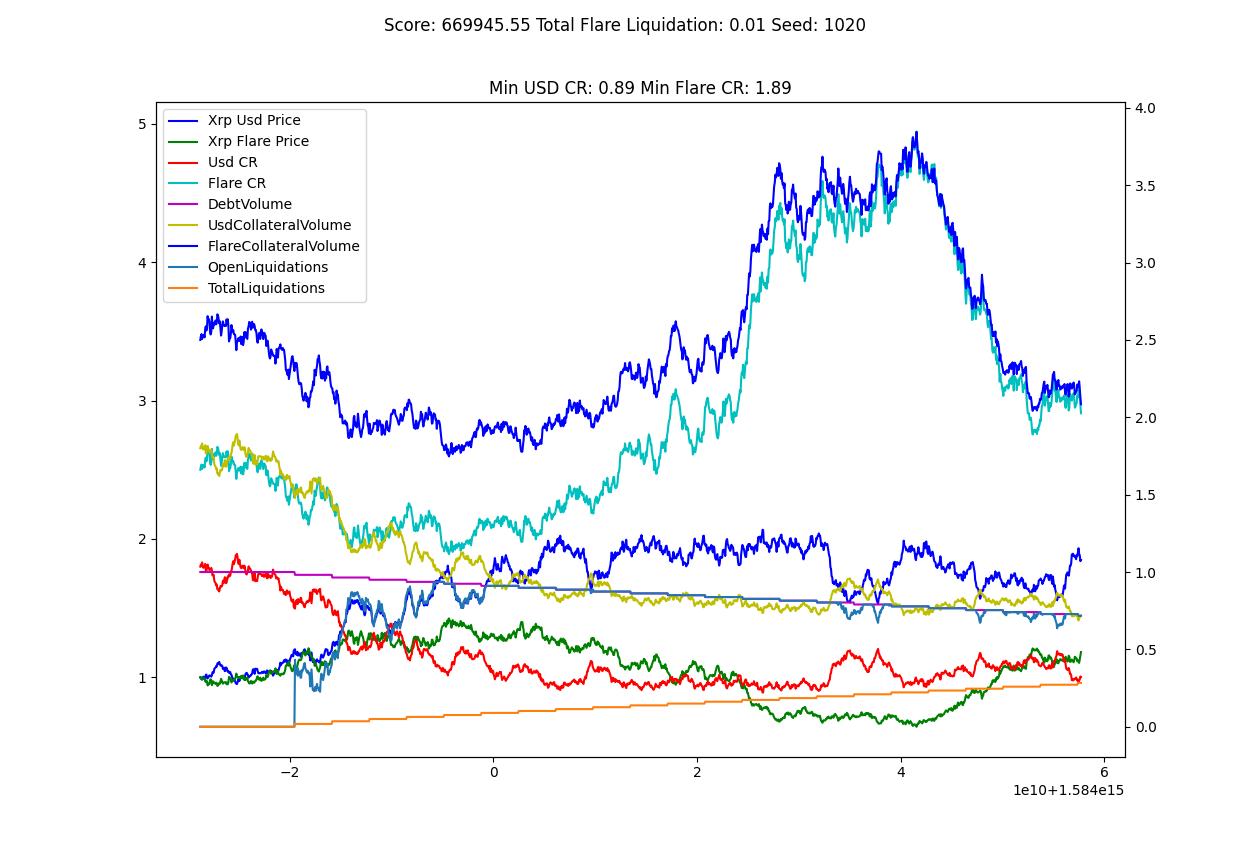 Score: 669945.55 Total Flare Liquidation: 0.01 Seed: 1020
Min USD CR: 0.89 Min Flare CR: 1.89
Xrp Usd Price
Xrp Flare Price
Usd CR
Flare CR
DebtVolume
UsdCollateralVolume
FlareCollateralVolume
OpenLiquidations
TotalLiquidations
5
4
3
2
1
4.0
3.5
3.0
2.5
2.0
1.5
1.0
0.5
0.0
−2
0
2
4
6
1e10+1.584e15